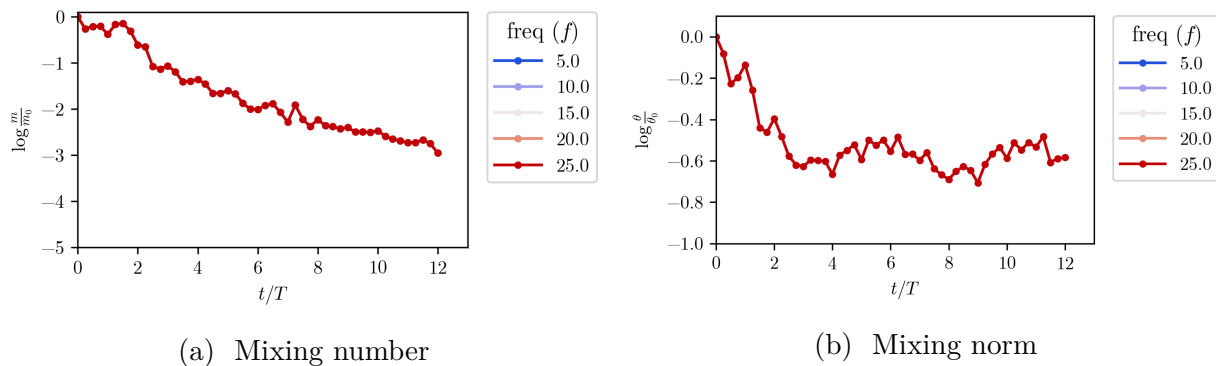 0
−1
−2
−3
−4
−5
log m/m₀
0 2 4 6 8 10 12
t/T
freq (f)
5.0
10.0
15.0
20.0
25.0
(a) Mixing number
0.0
−0.2
−0.4
−0.6
−0.8
−1.0
log θ/θ₀
0 2 4 6 8 10 12
t/T
freq (f)
5.0
10.0
15.0
20.0
25.0
(b) Mixing norm